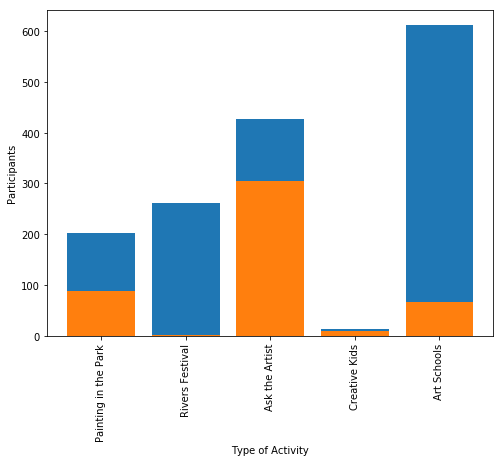 600
500
400
300
200
100
0
Participants
Painting in the Park
Rivers Festival
Ask the Artist
Creative Kids
Art Schools
Type of Activity